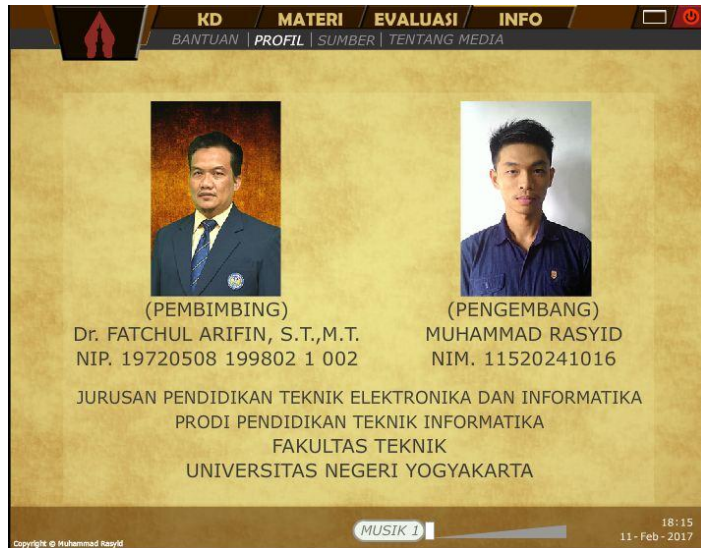 KD MATERI EVALUASI INFO
BANTUAN | PROFIL | SUMBER | TENTANG MEDIA
(PEMBIMBING)
Dr. FATCHUL ARIFIN, S.T.,M.T.
NIP. 19720508 199802 1 002
(PENGEMBANG)
MUHAMMAD RASYID
NIM. 11520241016
JURUSAN PENDIDIKAN TEKNIK ELEKTRONIKA DAN INFORMATIKA
PRODI PENDIDIKAN TEKNIK INFORMATIKA
FAKULTAS TEKNIK
UNIVERSITAS NEGERI YOGYAKARTA
Copyright © Muhammad Rasyid
MUSIK 1
18:15
11-Feb-2017